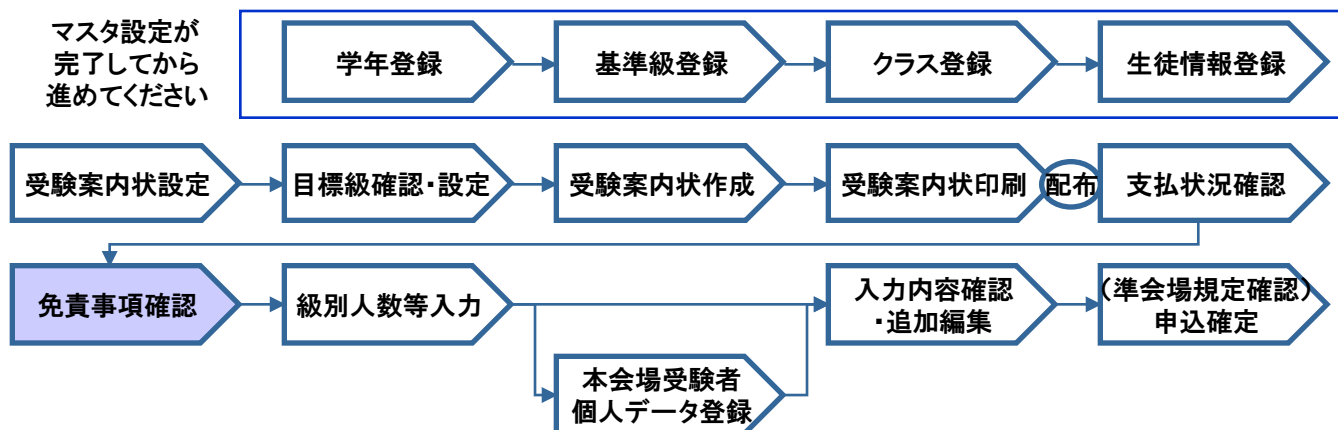 マスタ設定が
完了してから
進めてください
学年登録
基準級登録
クラス登録
生徒情報登録
受験案内状設定
目標級確認・設定
受験案内状作成
受験案内状印刷
配布
支払状況確認
免責事項確認
級別人数等入力
入力内容確認
・追加編集
(準会場規定確認)
申込確定
本会場受験者
個人データ登録